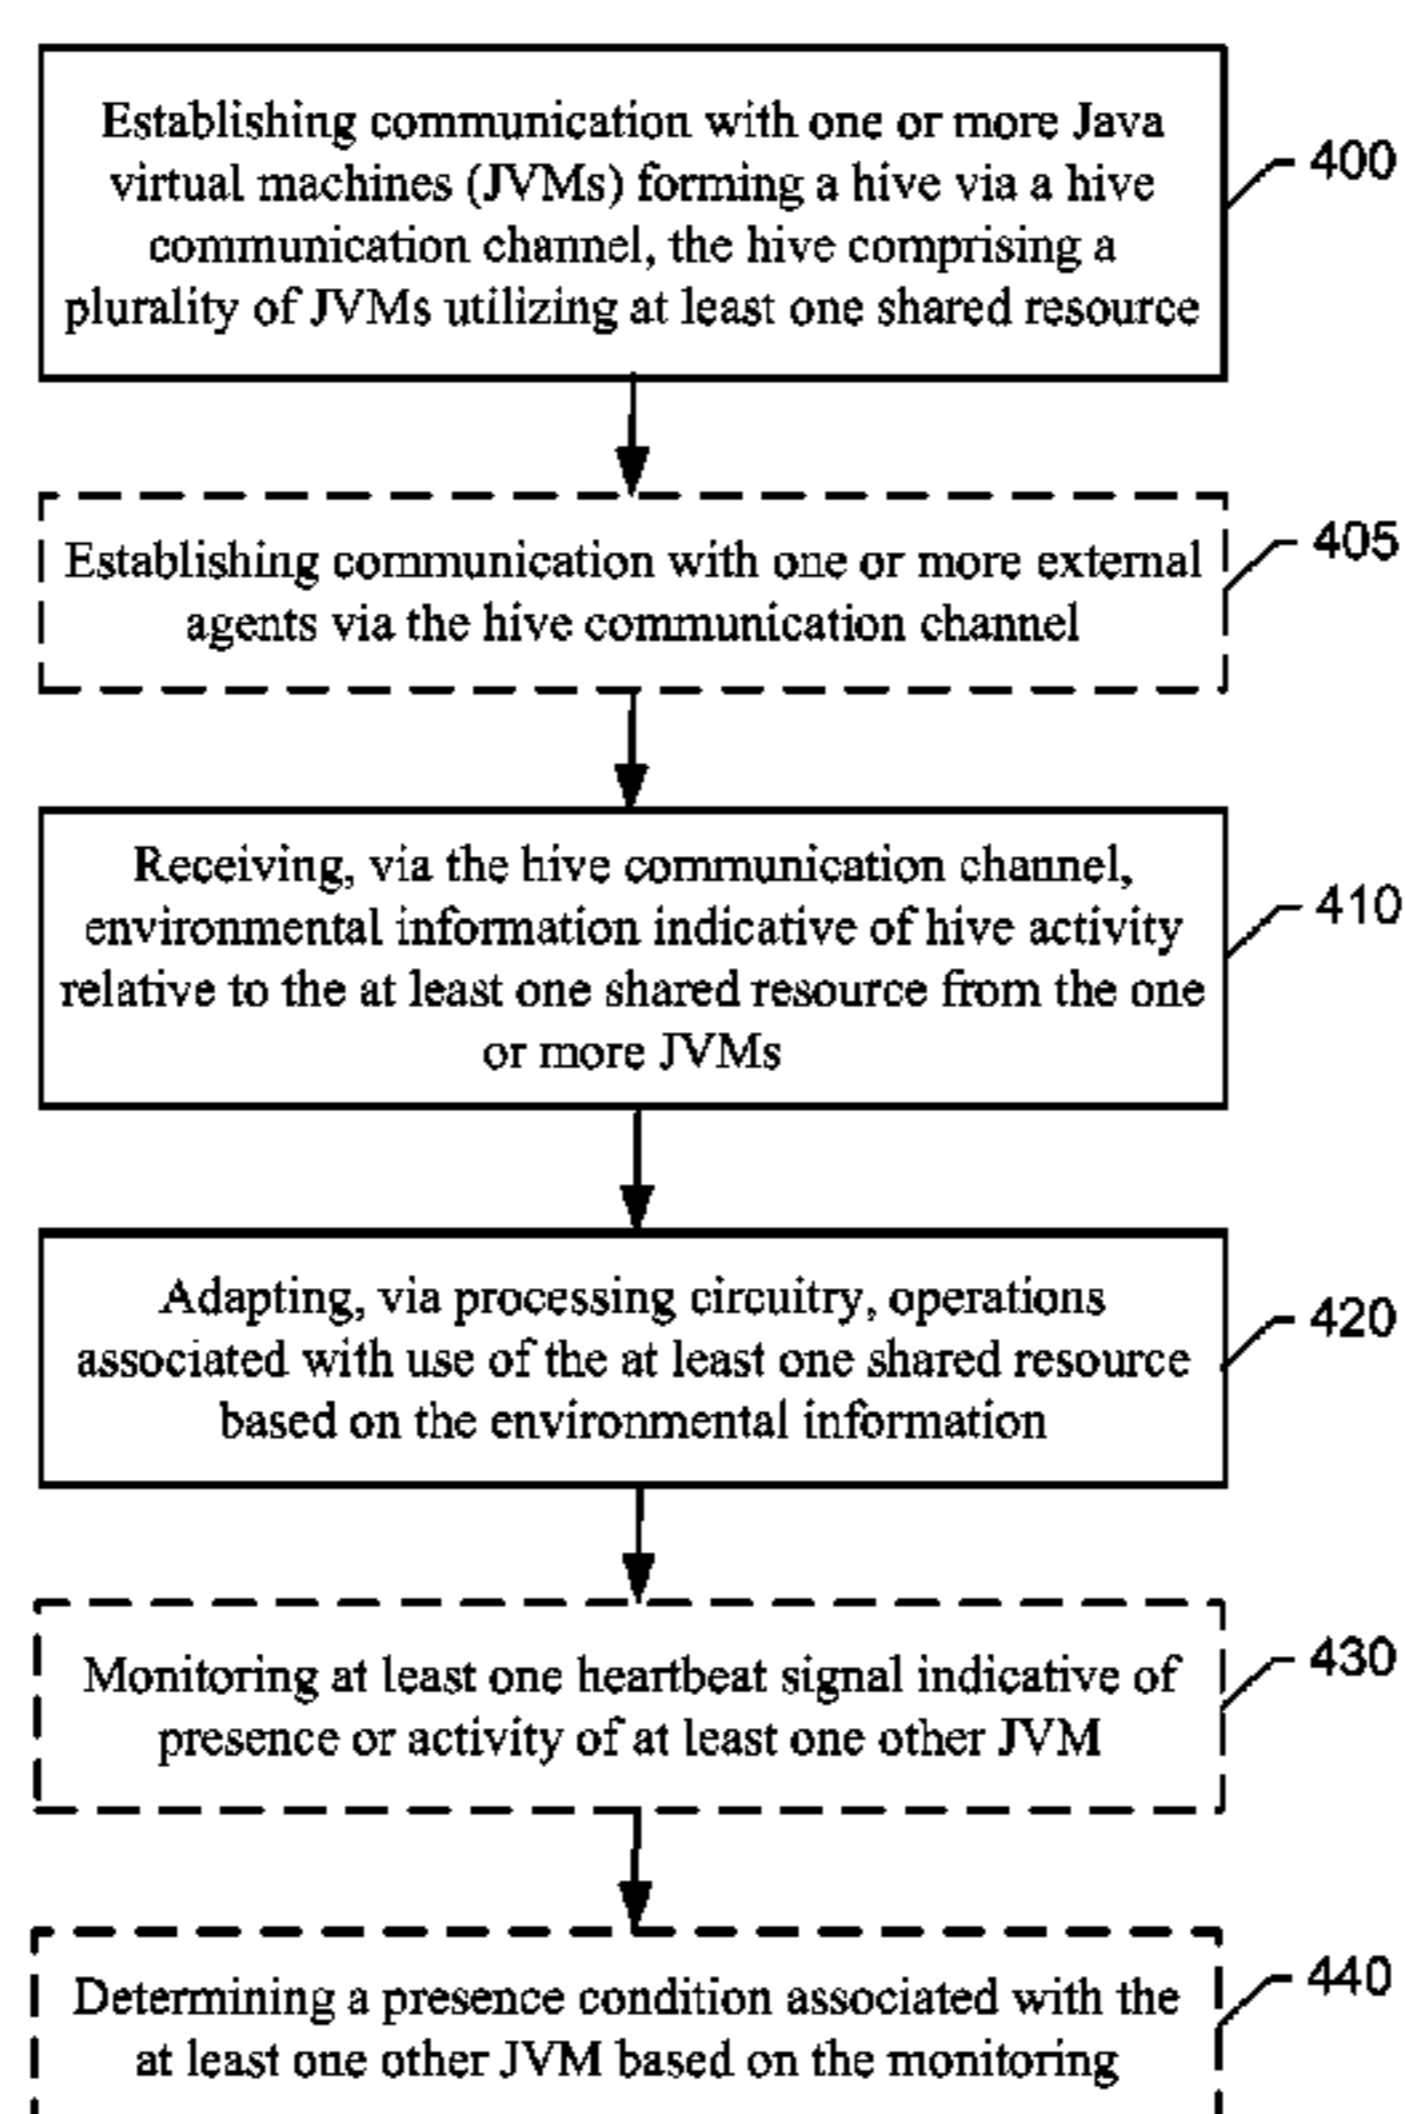 Establishing communication with one or more Java
virtual machines (JVMs) forming a hive via a hive
communication channel, the hive comprising a
plurality of JVMs utilizing at least one shared resource
400
Establishing communication with one or more external
agents via the hive communication channel
405
Receiving, via the hive communication channel,
environmental information indicative of hive activity
relative to the at least one shared resource from the one
or more JVMs
410
Adapting, via processing circuitry, operations
associated with use of the at least one shared resource
based on the environmental information
420
Monitoring at least one heartbeat signal indicative of
presence or activity of at least one other JVM
430
Determining a presence condition associated with the
at least one other JVM based on the monitoring
440